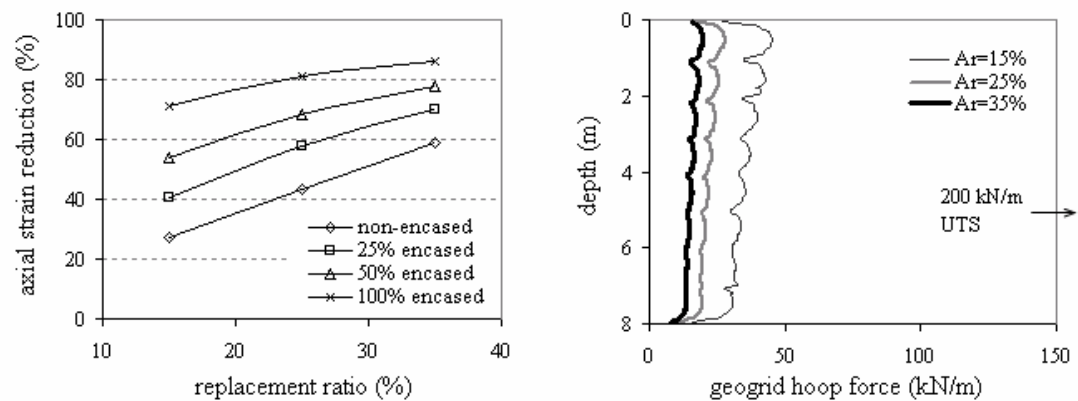 axial strain reduction (%)
100
80
60
40
20
0
non-encased
25% encased
50% encased
100% encased
10
20
30
40
replacement ratio (%)
depth (m)
0
2
4
6
8
Ar=15%
Ar=25%
Ar=35%
200 kN/m
UTS
0
50
100
150
geogrid hoop force (kN/m)